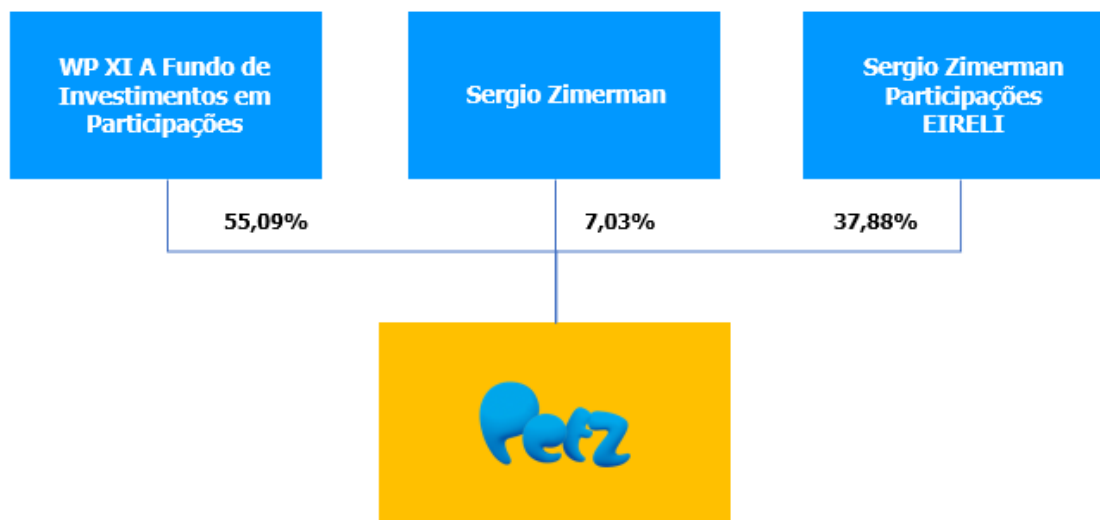 WP XI A Fundo de
Investimentos em
Participações
Sergio Zimerman
Sergio Zimerman
Participações
EIRELI
55,09%
7,03%
37,88%
Petz